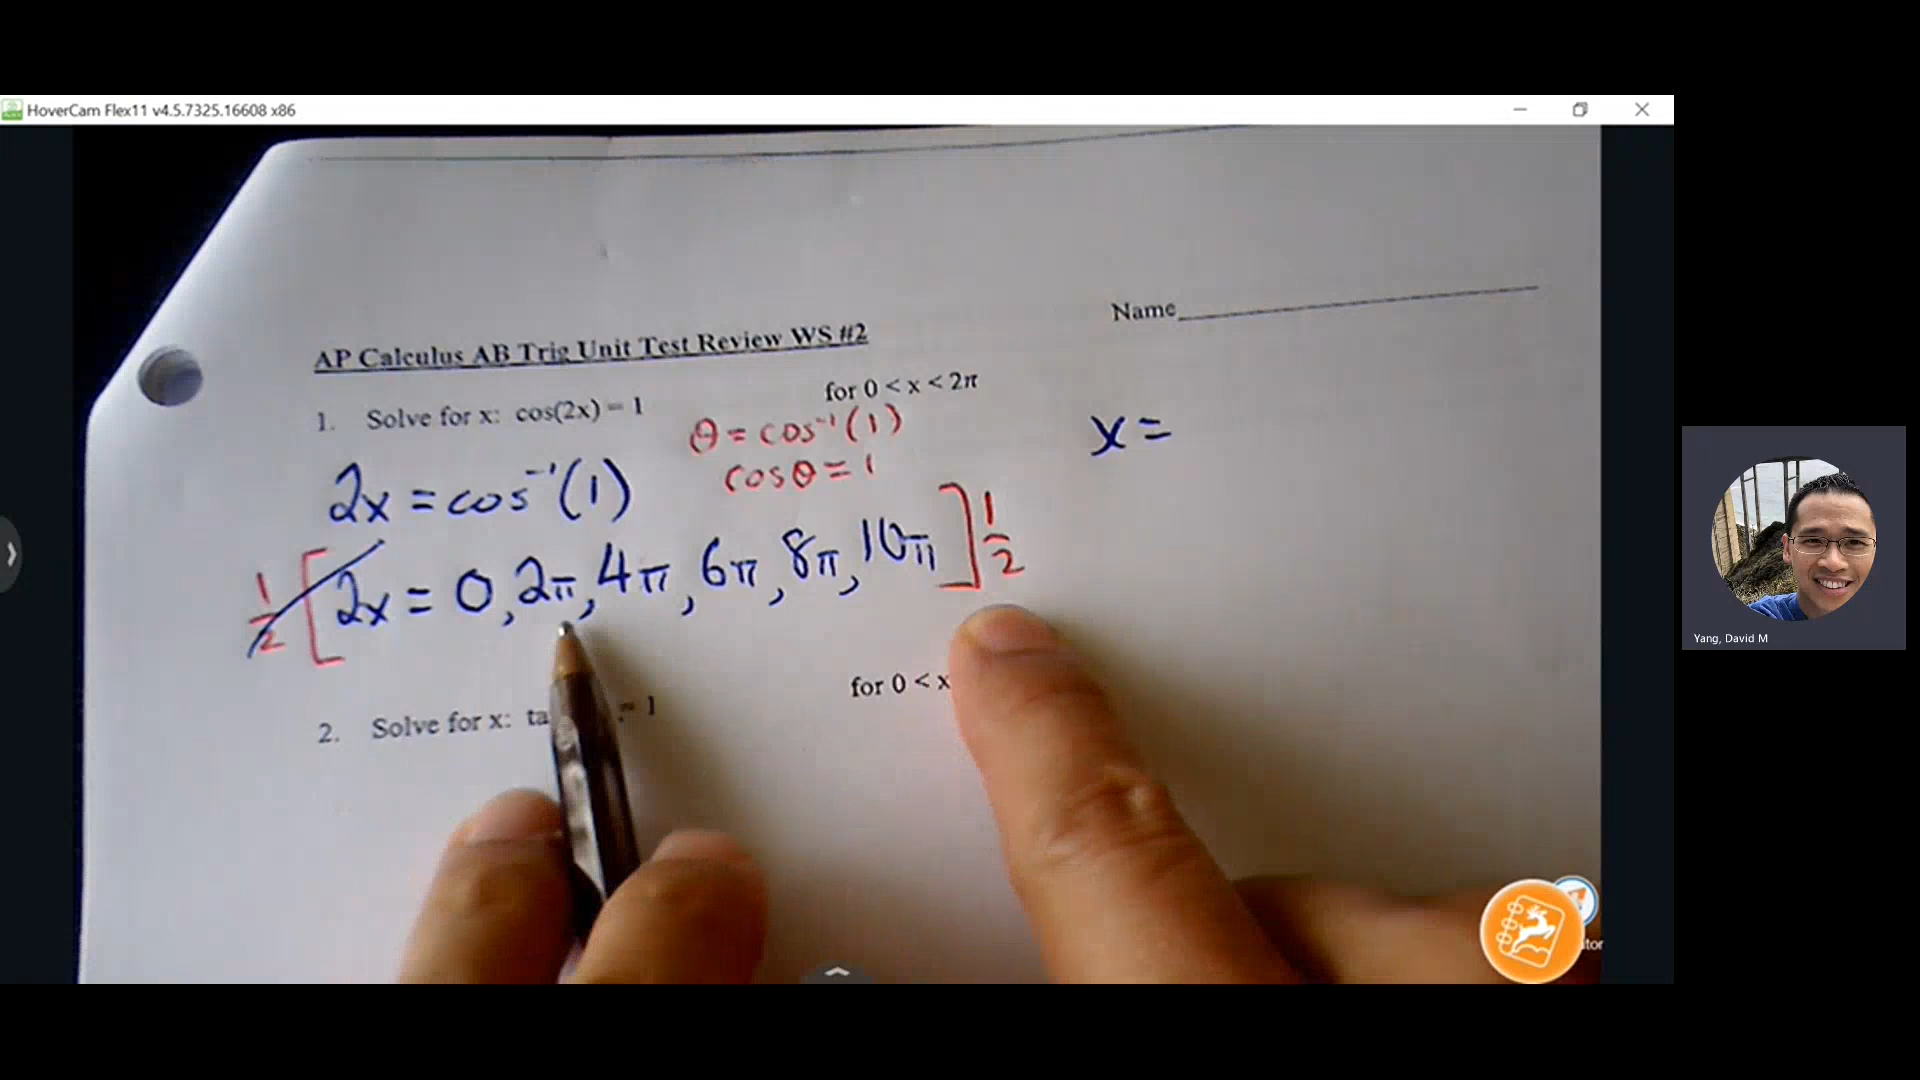 HoverCam Flex11 v4.5.7325.16608 x86
Name
AP Calculus AB Trig Unit Test Review WS #2
1. Solve for x: cos(2x) = 1 for 0 < x < 2π
θ = cos⁻¹(1)
x =
cosθ = 1
2x = cos⁻¹(1)
1/2 [2x = 0, 2π, 4π, 6π, 8π, 10π] 1/2
2. Solve for x: = 1 for 0 < x
Yang, David M